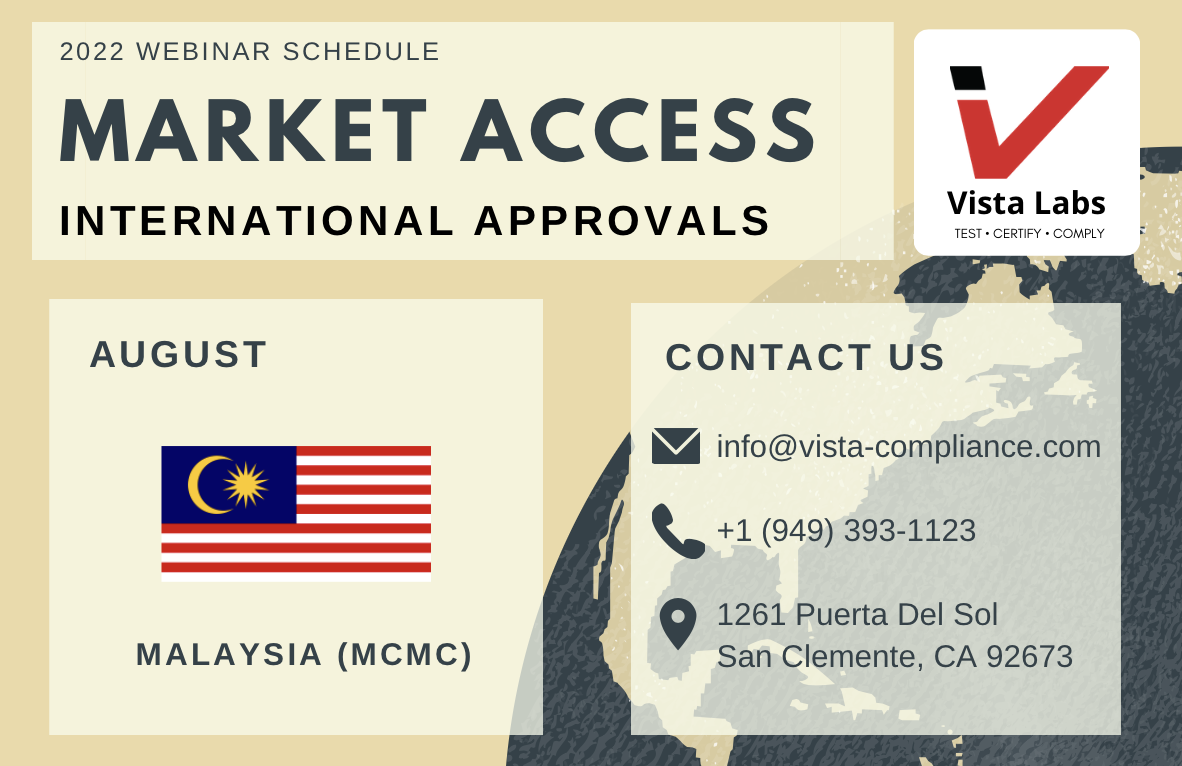 2022 WEBINAR SCHEDULE
MARKET ACCESS
INTERNATIONAL APPROVALS
Vista Labs
TEST • CERTIFY • COMPLY
AUGUST
MALAYSIA (MCMC)
CONTACT US
info@vista-compliance.com
+1 (949) 393-1123
1261 Puerta Del Sol
San Clemente, CA 92673